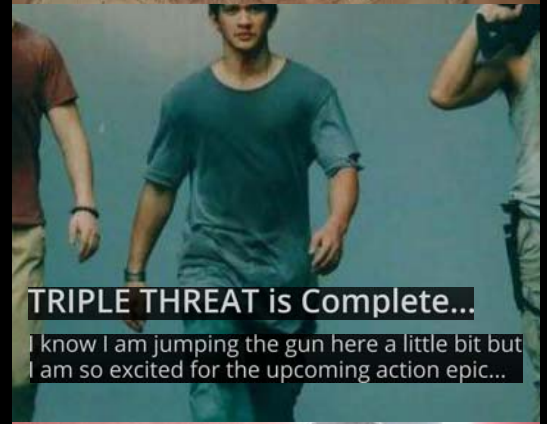 TRIPLE THREAT is Complete...
I know I am jumping the gun here a little bit but
I am so excited for the upcoming action epic...